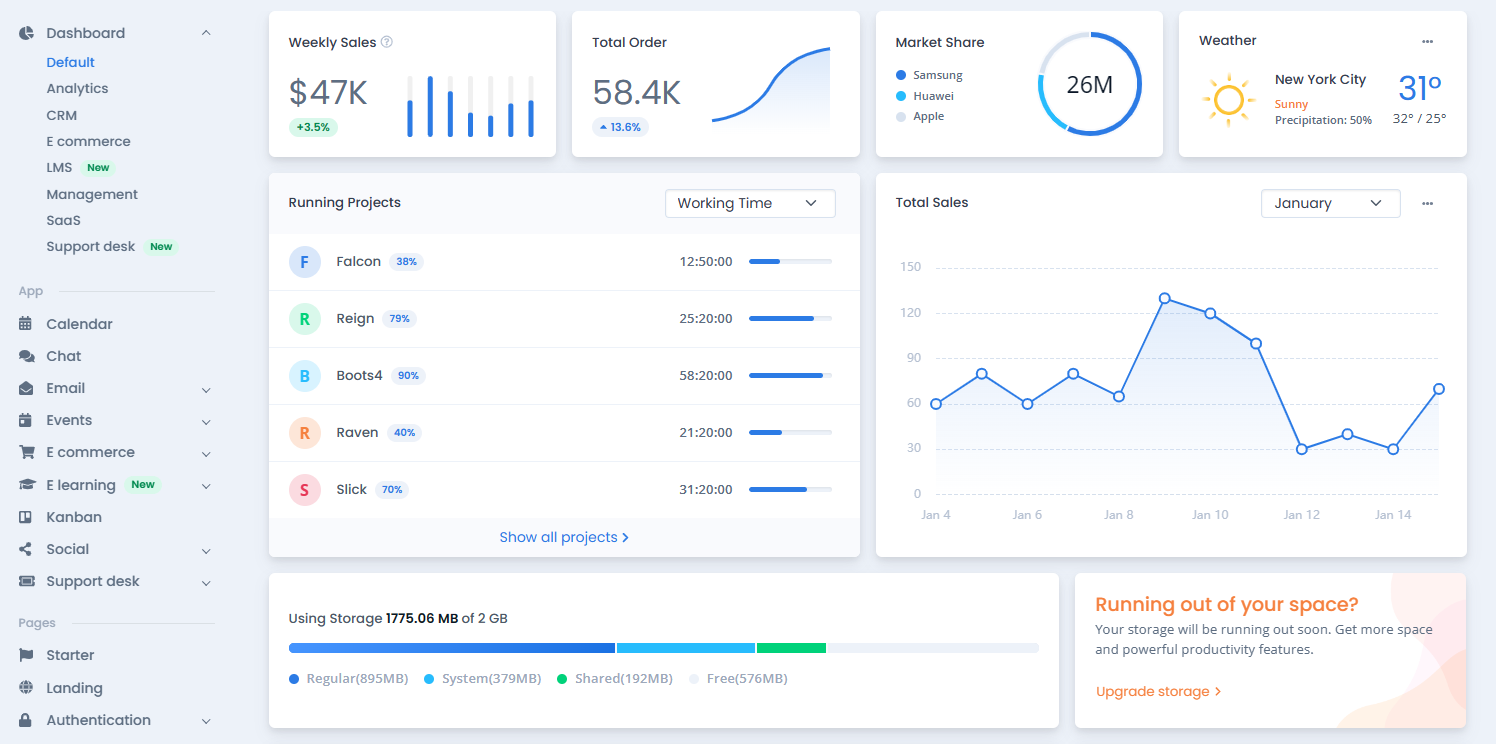 Dashboard
Default
Analytics
CRM
E commerce
LMS New
Management
SaaS
Support desk New
App
Calendar
Chat
Email
Events
E commerce
E learning New
Kanban
Social
Support desk
Pages
Starter
Landing
Authentication
Weekly Sales ?
$47K
+3.5%
Total Order
58.4K
13.6%
Market Share
Samsung
Huawei
Apple
26M
Weather
New York City
Sunny
Precipitation: 50%
31°
32° / 25°
Running Projects
Working Time
F Falcon 38% 12:50:00
R Reign 79% 25:20:00
B Boots4 90% 58:20:00
R Raven 40% 21:20:00
S Slick 70% 31:20:00
Show all projects
Total Sales
January
150
120
90
60
30
0
Jan 4 Jan 6 Jan 8 Jan 10 Jan 12 Jan 14
Using Storage 1775.06 MB of 2 GB
Regular(895MB) System(379MB) Shared(192MB) Free(576MB)
Running out of your space?
Your storage will be running out soon. Get more space
and powerful productivity features.
Upgrade storage